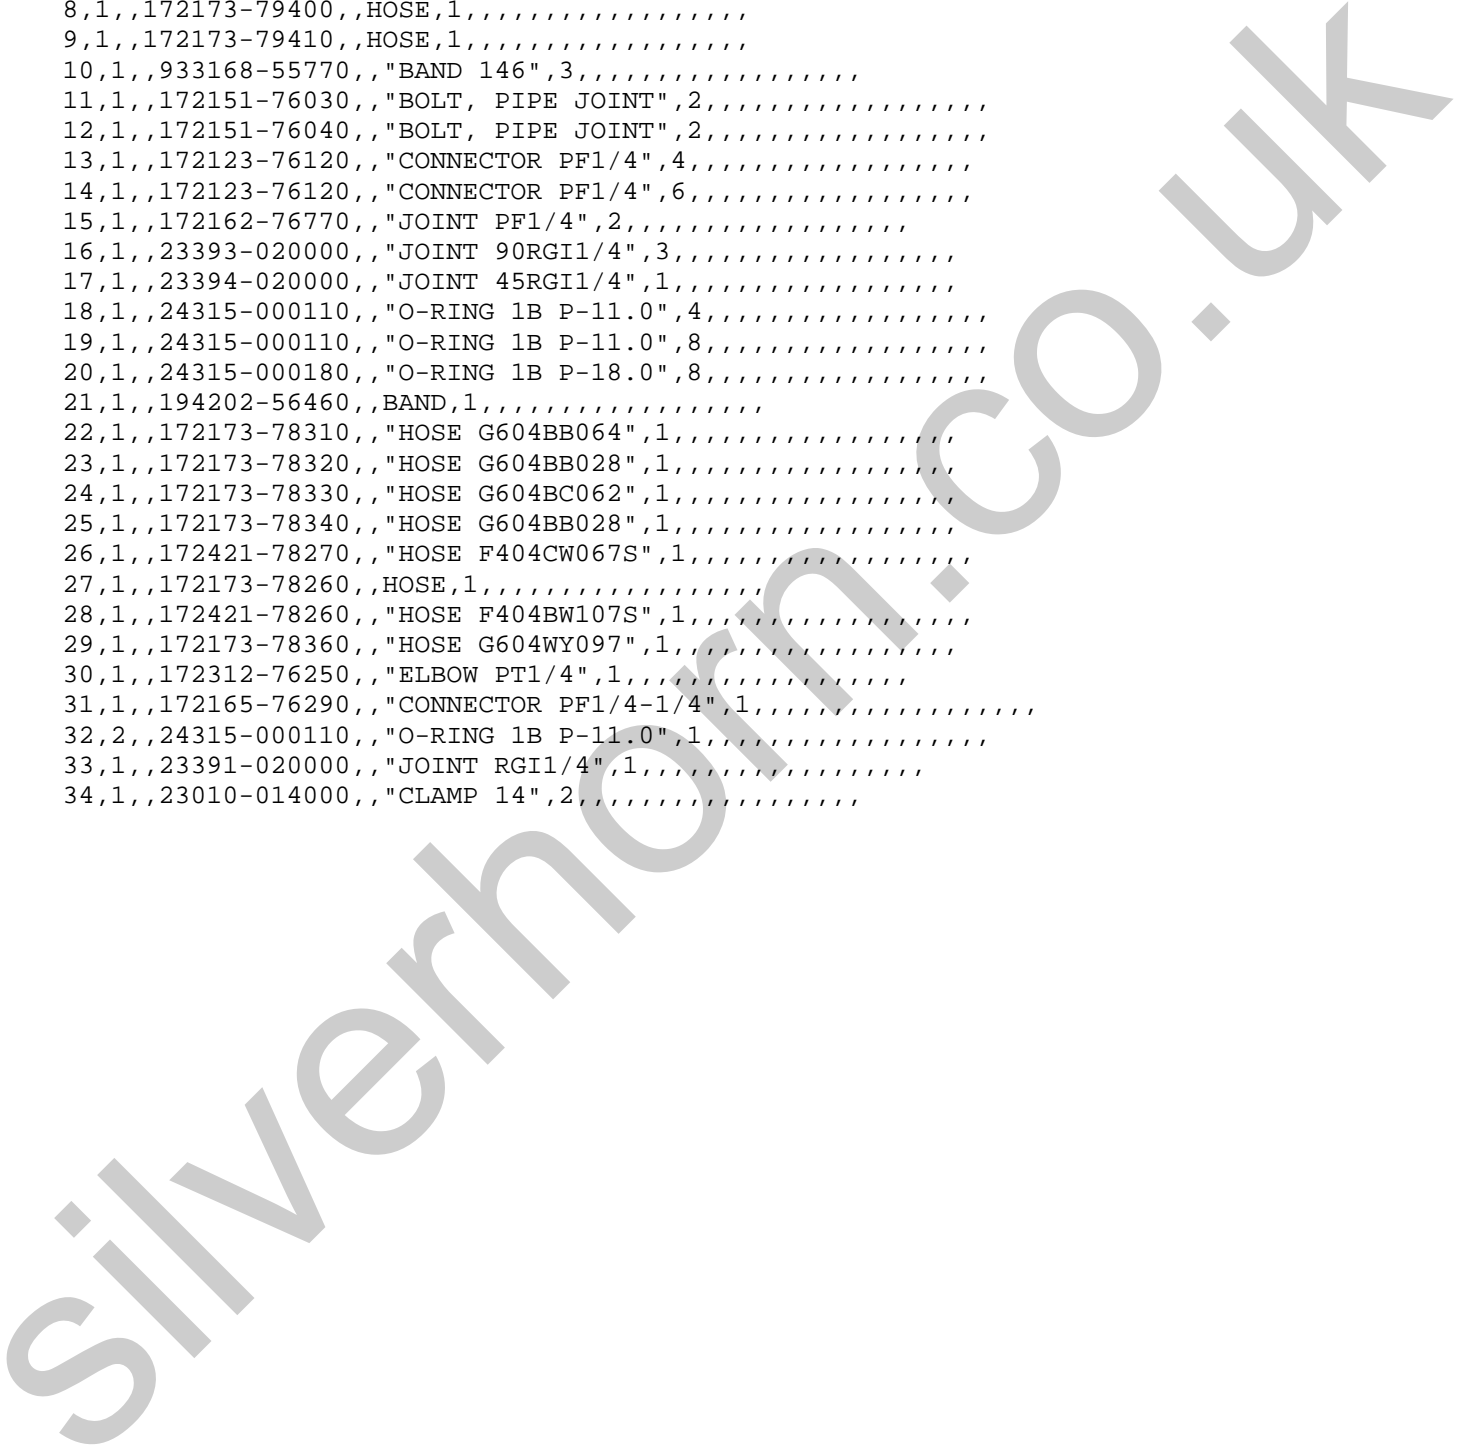 8,1,,172173-79400,,HOSE,1,,,,,,,,,,,,,,,,,,
9,1,,172173-79410,,HOSE,1,,,,,,,,,,,,,,,,,,
10,1,,933168-55770,,"BAND 146",3,,,,,,,,,,,,,,,,,,
11,1,,172151-76030,,"BOLT, PIPE JOINT",2,,,,,,,,,,,,,,,,,,
12,1,,172151-76040,,"BOLT, PIPE JOINT",2,,,,,,,,,,,,,,,,,,
13,1,,172123-76120,,"CONNECTOR PF1/4",4,,,,,,,,,,,,,,,,,,
14,1,,172123-76120,,"CONNECTOR PF1/4",6,,,,,,,,,,,,,,,,,,
15,1,,172162-76770,,"JOINT PF1/4",2,,,,,,,,,,,,,,,,,,
16,1,,23393-020000,,"JOINT 90RGI1/4",3,,,,,,,,,,,,,,,,,,
17,1,,23394-020000,,"JOINT 45RGI1/4",1,,,,,,,,,,,,,,,,,,
18,1,,24315-000110,,"O-RING 1B P-11.0",4,,,,,,,,,,,,,,,,,,
19,1,,24315-000110,,"O-RING 1B P-11.0",8,,,,,,,,,,,,,,,,,,
20,1,,24315-000180,,"O-RING 1B P-18.0",8,,,,,,,,,,,,,,,,,,
21,1,,194202-56460,,BAND,1,,,,,,,,,,,,,,,,,,
22,1,,172173-78310,,"HOSE G604BB064",1,,,,,,,,,,,,,,,,,,
23,1,,172173-78320,,"HOSE G604BB028",1,,,,,,,,,,,,,,,,,,
24,1,,172173-78330,,"HOSE G604BC062",1,,,,,,,,,,,,,,,,,,
25,1,,172173-78340,,"HOSE G604BB028",1,,,,,,,,,,,,,,,,,,
26,1,,172421-78270,,"HOSE F404CW067S",1,,,,,,,,,,,,,,,,,,
27,1,,172173-78260,,HOSE,1,,,,,,,,,,,,,,,,,,
28,1,,172421-78260,,"HOSE F404BW107S",1,,,,,,,,,,,,,,,,,,
29,1,,172173-78360,,"HOSE G604WY097",1,,,,,,,,,,,,,,,,,,
30,1,,172312-76250,,"ELBOW PT1/4",1,,,,,,,,,,,,,,,,,,
31,1,,172165-76290,,"CONNECTOR PF1/4-1/4",1,,,,,,,,,,,,,,,,,,
32,2,,24315-000110,,"O-RING 1B P-11.0",1,,,,,,,,,,,,,,,,,,
33,1,,23391-020000,,"JOINT RGI1/4",1,,,,,,,,,,,,,,,,,,
34,1,,23010-014000,,"CLAMP 14",2,,,,,,,,,,,,,,,,,,
silverhorn.co.uk